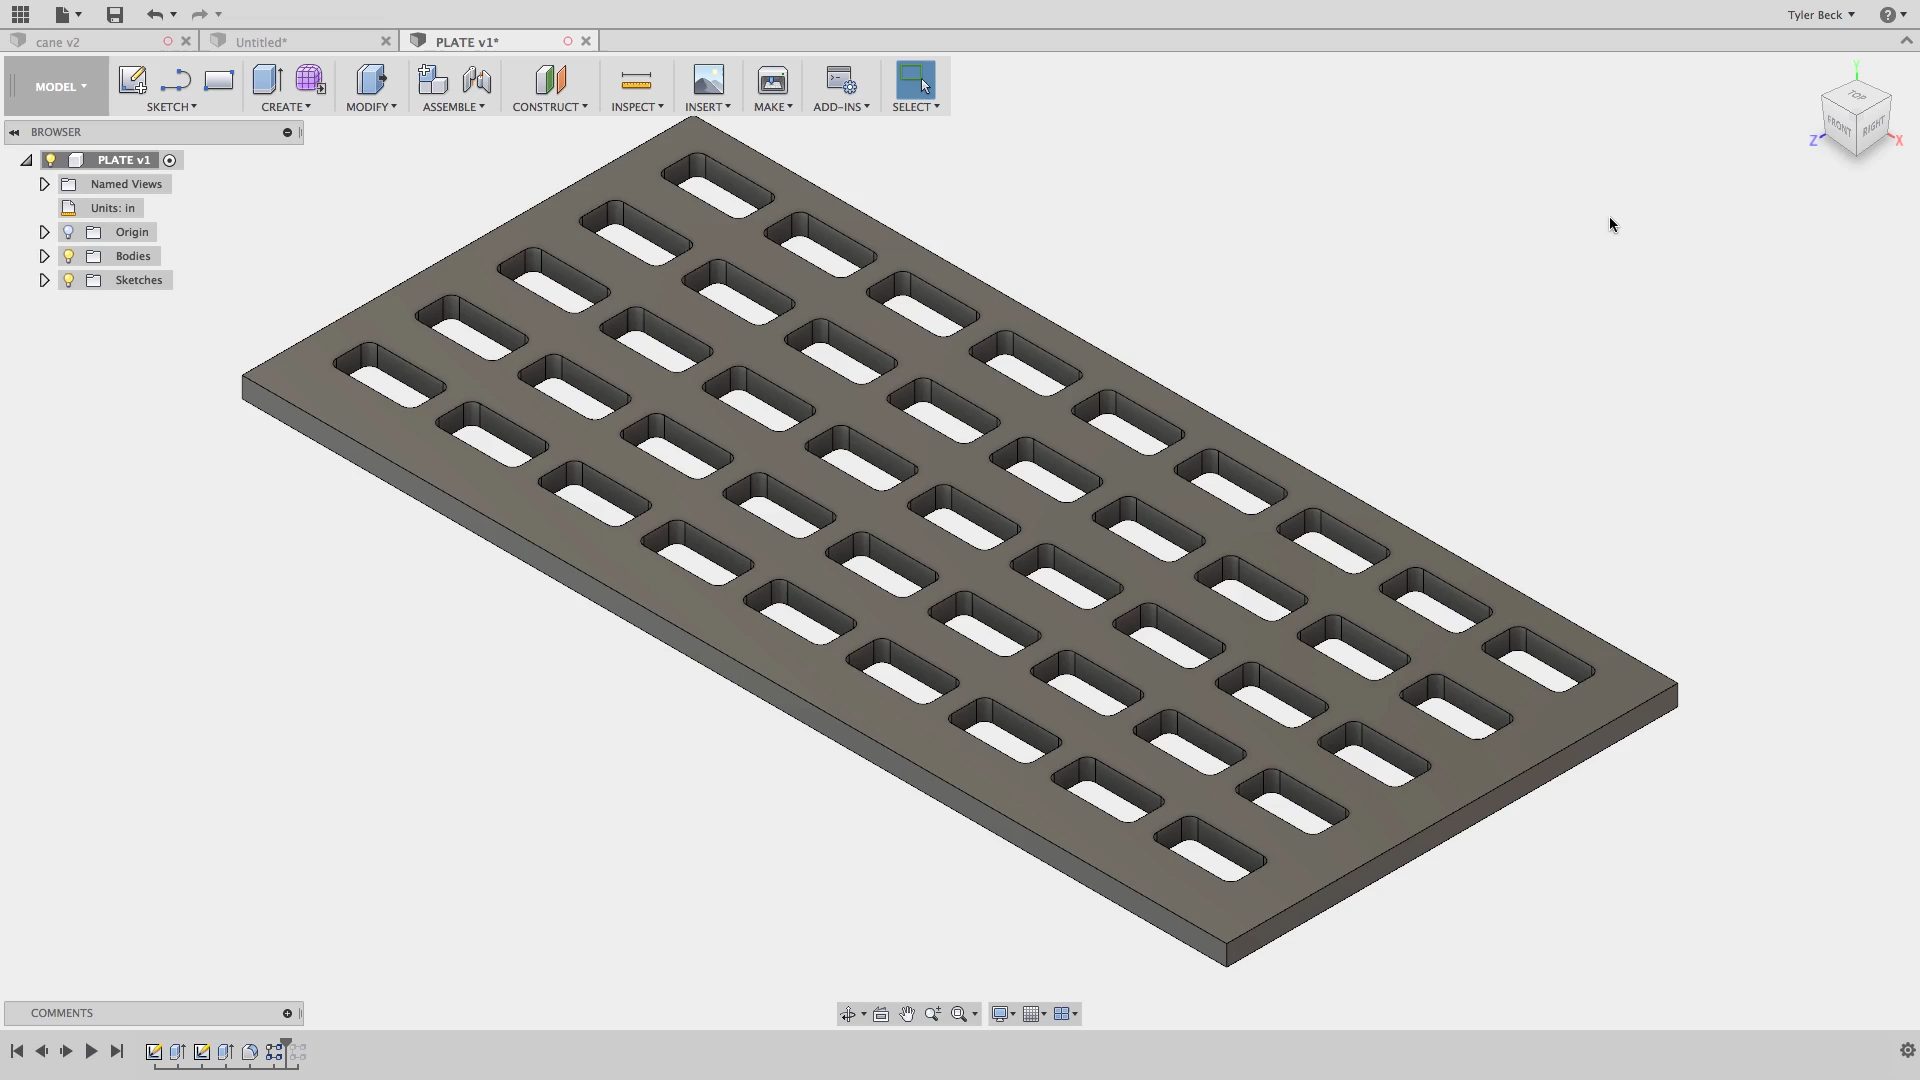 Tyler Beck
cane v2
Untitled*
PLATE v1*
MODEL
SKETCH
CREATE
MODIFY
ASSEMBLE
CONSTRUCT
INSPECT
INSERT
MAKE
ADD-INS
SELECT
BROWSER
PLATE v1
Named Views
Units: in
Origin
Bodies
Sketches
Y
TOP
FRONT
RIGHT
Z
X
COMMENTS